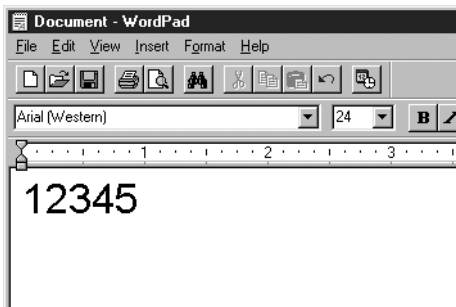 Document - WordPad
File Edit View Insert Format Help
Arial (Western) 24 B I
1 2 3
12345